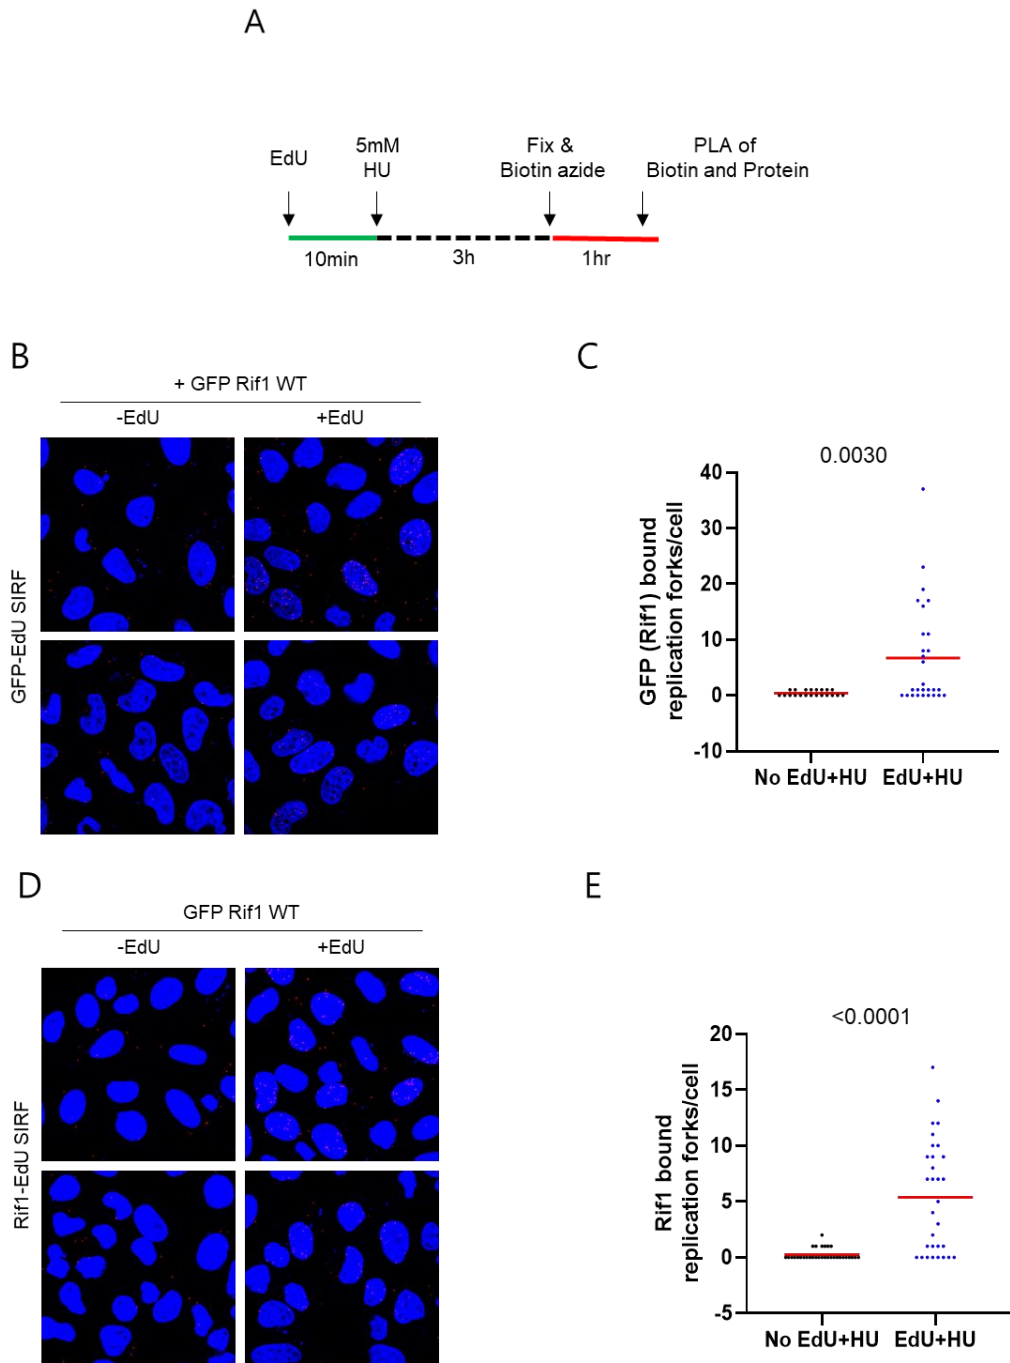 A
EdU
5mM
HU
Fix &
Biotin azide
PLA of
Biotin and Protein
10min
3h
1hr
B
+ GFP Rif1 WT
-EdU
+EdU
GFP-EdU SIRF
C
0.0030
GFP (Rif1) bound
replication forks/cell
40
30
20
10
0
-10
No EdU+HU
EdU+HU
D
GFP Rif1 WT
-EdU
+EdU
Rif1-EdU SIRF
E
<0.0001
Rif1 bound
replication forks/cell
20
15
10
5
0
-5
No EdU+HU
EdU+HU